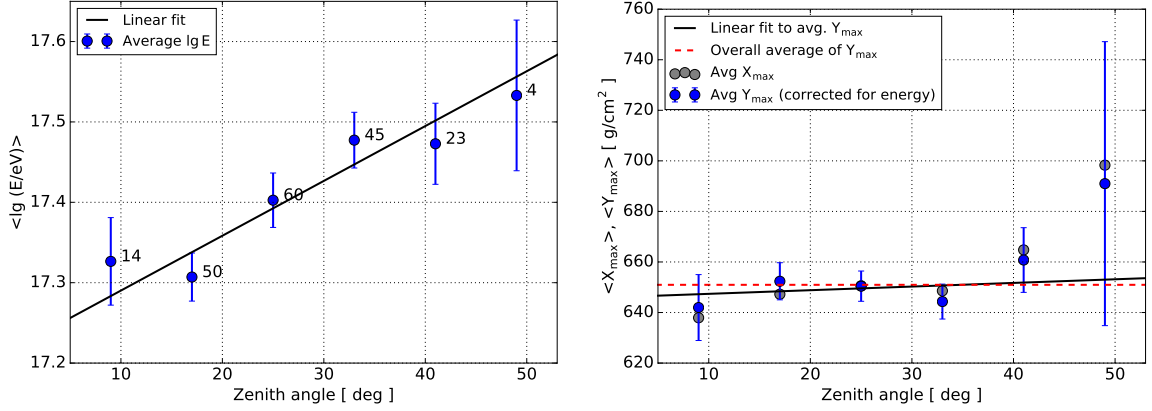 17.6
17.5
17.4
17.3
17.2
<lg (E/eV)>
Linear fit
Average lg E
14
50
60
45
23
4
10 20 30 40 50
Zenith angle [ deg ]
760
740
720
700
680
660
640
620
<Xmax>, <Ymax> [ g/cm²]
Linear fit to avg. Ymax
Overall average of Ymax
Avg Xmax
Avg Ymax (corrected for energy)
10 20 30 40 50
Zenith angle [ deg ]